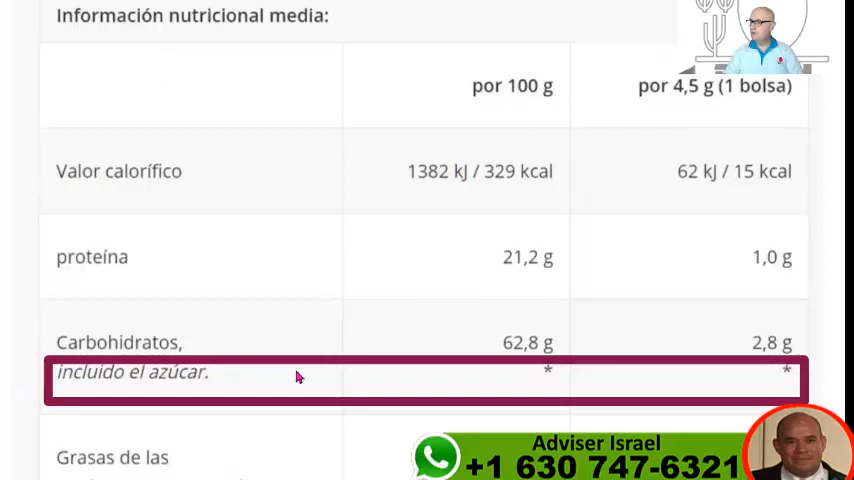 Información nutricional media:
por 100 g por 4,5 g (1 bolsa)
Valor calorífico 1382 kJ / 329 kcal 62 kJ / 15 kcal
proteína 21,2 g 1,0 g
Carbohidratos, 62,8 g 2,8 g
incluido el azúcar. * *
Grasas de las
Adviser Israel
+1 630 747-6321